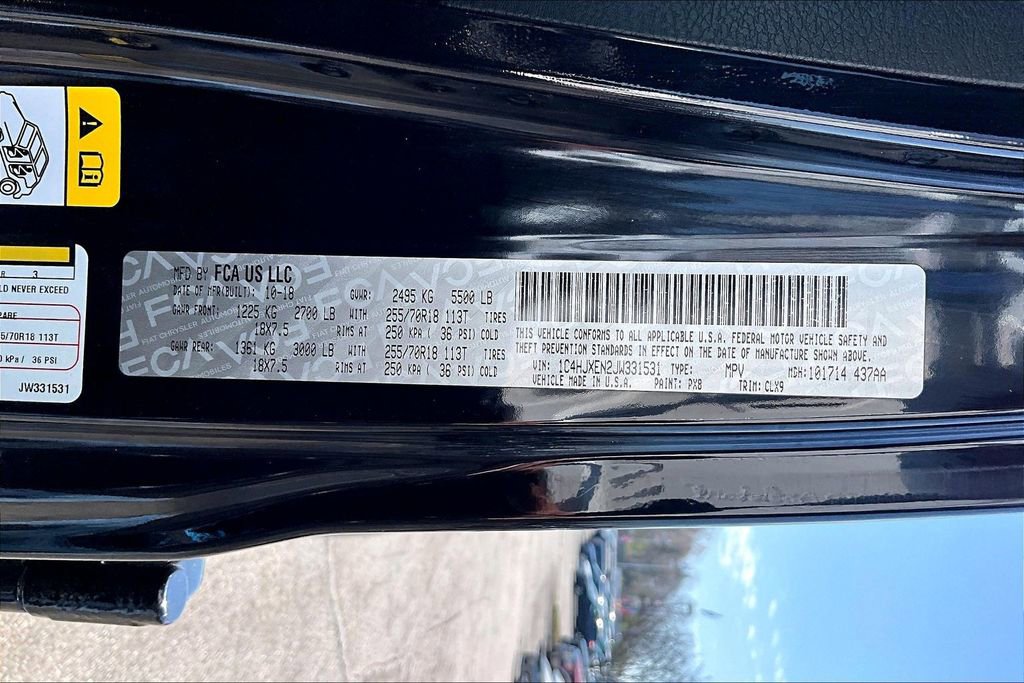 R 3
LD NEVER EXCEED
PARE
5/70R18 113T
0 kPa / 36 PSI
JW331531
MFD BY FCA US LLC
DATE OF MFR(BUILT): 10-18 GVWR: 2495 KG 5500 LB
GAWR FRONT: 1225 KG 2700 LB WITH 255/70R18 113T TIRES
18X7.5 RIMS AT 250 KPA ( 36 PSI) COLD
GAWR REAR: 1361 KG 3000 LB WITH 255/70R18 113T TIRES
18X7.5 RIMS AT 250 KPA ( 36 PSI) COLD
THIS VEHICLE CONFORMS TO ALL APPLICABLE U.S.A. FEDERAL MOTOR VEHICLE SAFETY AND
THEFT PREVENTION STANDARDS IN EFFECT ON THE DATE OF MANUFACTURE SHOWN ABOVE.
VIN: 1C4HJXEN2JW331531 TYPE: MPV MDH:101714 437AA
VEHICLE MADE IN U.S.A. PAINT: PX8 TRIM: CLX9